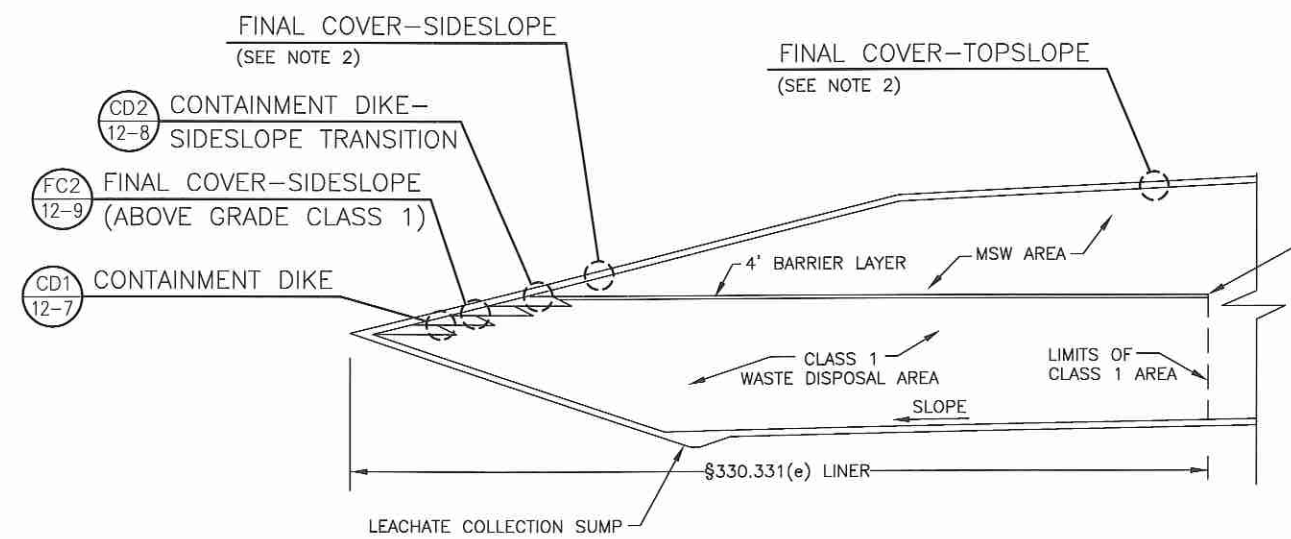 FINAL COVER-SIDESLOPE
(SEE NOTE 2)
FINAL COVER-TOPSLOPE
(SEE NOTE 2)
CD2
12-8
CONTAINMENT DIKE-
SIDESLOPE TRANSITION
FC2
12-9
FINAL COVER-SIDESLOPE
(ABOVE GRADE CLASS 1)
CD1
12-7
CONTAINMENT DIKE
4' BARRIER LAYER
MSW AREA
CLASS 1
WASTE DISPOSAL AREA
LIMITS OF
CLASS 1 AREA
SLOPE
§330.331(e) LINER
LEACHATE COLLECTION SUMP